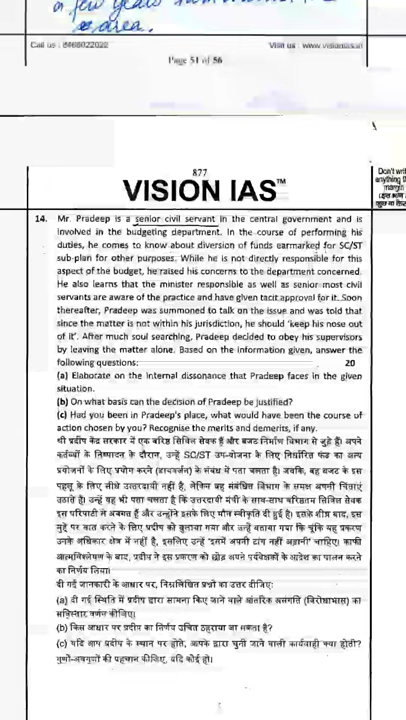 a few years
area.
Call us : 8468022022 Visit us : www.visionias.in
Page 51 of 56
877
VISION IAS™
Don't write
anything th
margin
14. Mr. Pradeep is a senior civil servant in the central government and is
involved in the budgeting department. In the course of performing his
duties, he comes to know about diversion of funds earmarked for SC/ST
sub-plan for other purposes. While he is not directly responsible for this
aspect of the budget, he raised his concerns to the department concerned.
He also learns that the minister responsible as well as senior most civil
servants are aware of the practice and have given tacit approval for it. Soon
thereafter, Pradeep was summoned to talk on the issue and was told that
since the matter is not within his jurisdiction, he should 'keep his nose out
of it'. After much soul searching, Pradeep decided to obey his supervisors
by leaving the matter alone. Based on the information given, answer the
following questions: 20
(a) Elaborate on the internal dissonance that Pradeep faces in the given
situation.
(b) On what basis can the decision of Pradeep be justified?
(c) Had you been in Pradeep's place, what would have been the course of
action chosen by you? Recognise the merits and demerits, if any.
श्री प्रदीप केंद्र सरकार में एक वरिष्ठ सिविल सेवक हैं और बजट निर्माण विभाग से जुड़े हैं। अपने
कर्तव्यों के निष्पादन के दौरान, उन्हें SC/ST उप-योजना के लिए निर्धारित फंड का अन्य
प्रयोजनों के लिए प्रयोग करने (डायवर्जन) के संबंध में पता चलता है। जबकि, वह बजट के इस
पहलू के लिए सीधे उत्तरदायी नहीं है, लेकिन वह संबंधित विभाग के समक्ष अपनी चिंताएं
उठाते हैं। उन्हें यह भी पता चलता है कि उत्तरदायी मंत्री के साथ-साथ वरिष्ठतम सिविल सेवक
इस परिपाटी से अवगत हैं और उन्होंने इसके लिए मौन स्वीकृति दी हुई है। इसके शीघ्र बाद, इस
मुद्दे पर बात करने के लिए प्रदीप को बुलाया गया और उन्हें बताया गया कि चूंकि यह प्रकरण
उनके अधिकार क्षेत्र में नहीं है, इसलिए उन्हें 'इसमें अपनी टांग नहीं अड़ानी' चाहिए। काफी
आत्मविश्लेषण के बाद, प्रदीप ने इस प्रकरण को छोड़ अपने पर्यवेक्षकों के आदेश का पालन करने
का निर्णय लिया।
दी गई जानकारी के आधार पर, निम्नलिखित प्रश्नों का उत्तर दीजिए:
(a) दी गई स्थिति में प्रदीप द्वारा सामना किए जाने वाले आंतरिक असंगति (विरोधाभास) का
सविस्तार वर्णन कीजिए।
(b) किस आधार पर प्रदीप का निर्णय उचित ठहराया जा सकता है?
(c) यदि आप प्रदीप के स्थान पर होते, आपके द्वारा चुनी जाने वाली कार्यवाही क्या होती?
गुणों-अवगुणों की पहचान कीजिए, यदि कोई हो।